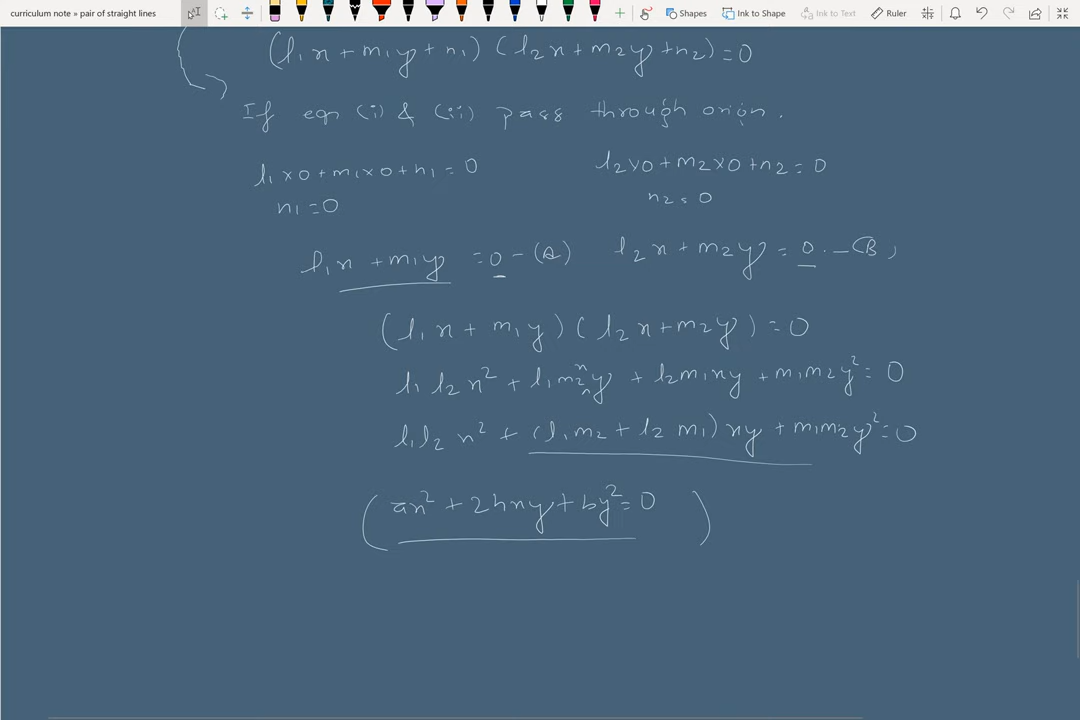 curriculum note » pair of straight lines
Shapes Ink to Shape Ink to Text Ruler
(l₁x + m₁y + n₁) (l₂x + m₂y + n₂) = 0
If eqn (i) & (ii) pass through origin.
l₁×0 + m₁×0 + n₁ = 0 l₂×0 + m₂×0 + n₂ = 0
n₁ = 0 n₂ = 0
l₁x + m₁y = 0 – (A) l₂x + m₂y = 0. – (B)
(l₁x + m₁y) (l₂x + m₂y) = 0
l₁l₂x² + l₁m₂xy + l₂m₁xy + m₁m₂y² = 0
l₁l₂x² + (l₁m₂ + l₂m₁)xy + m₁m₂y² = 0
(ax² + 2hxy + by² = 0)